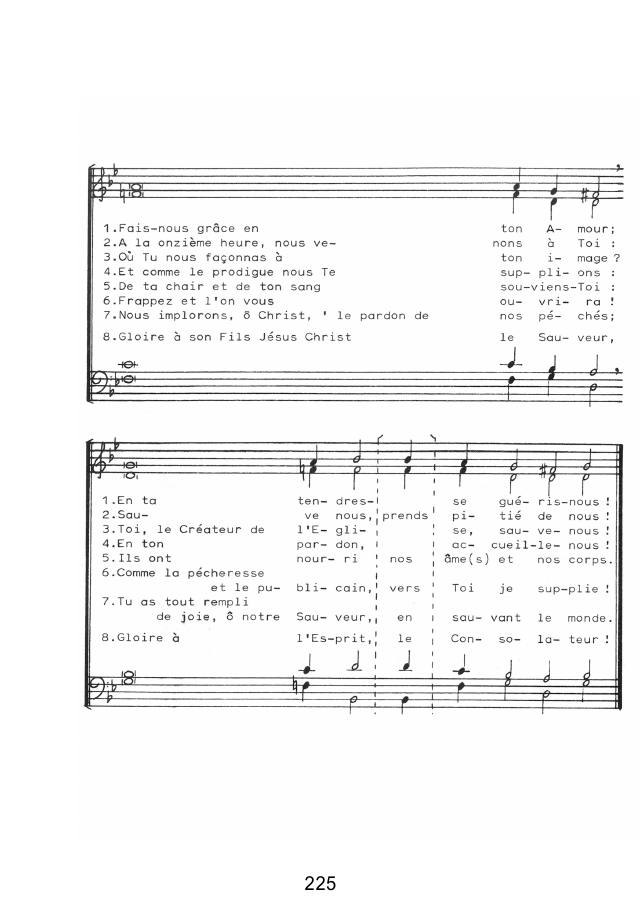 1.Fais-nous grâce en ton A- mour;
2.A la onzième heure, nous ve- nons à Toi :
3.Où Tu nous façonnas à ton i- mage ?
4.Et comme le prodigue nous Te sup- pli- ons :
5.De ta chair et de ton sang sou-viens-Toi :
6.Frappez et l'on vous ou- vri- ra !
7.Nous implorons, ô Christ, ' le pardon de nos pé- chés;
8.Gloire à son Fils Jésus Christ le Sau- veur,
1.En ta ten- dres- se gué- ris-nous !
2.Sau- ve nous, prends pi- tié de nous !
3.Toi, le Créateur de l'E- gli- se, sau- ve- nous !
4.En ton par- don, ac- cueil-le- nous !
5.Ils ont nour- ri nos âme(s) et nos corps.
6.Comme la pécheresse
et le pu- bli- cain, vers Toi je sup-plie !
7.Tu as tout rempli
de joie, ô notre Sau- veur, en sau- vant le monde.
8.Gloire à l'Es-prit, le Con- so- la- teur !
225